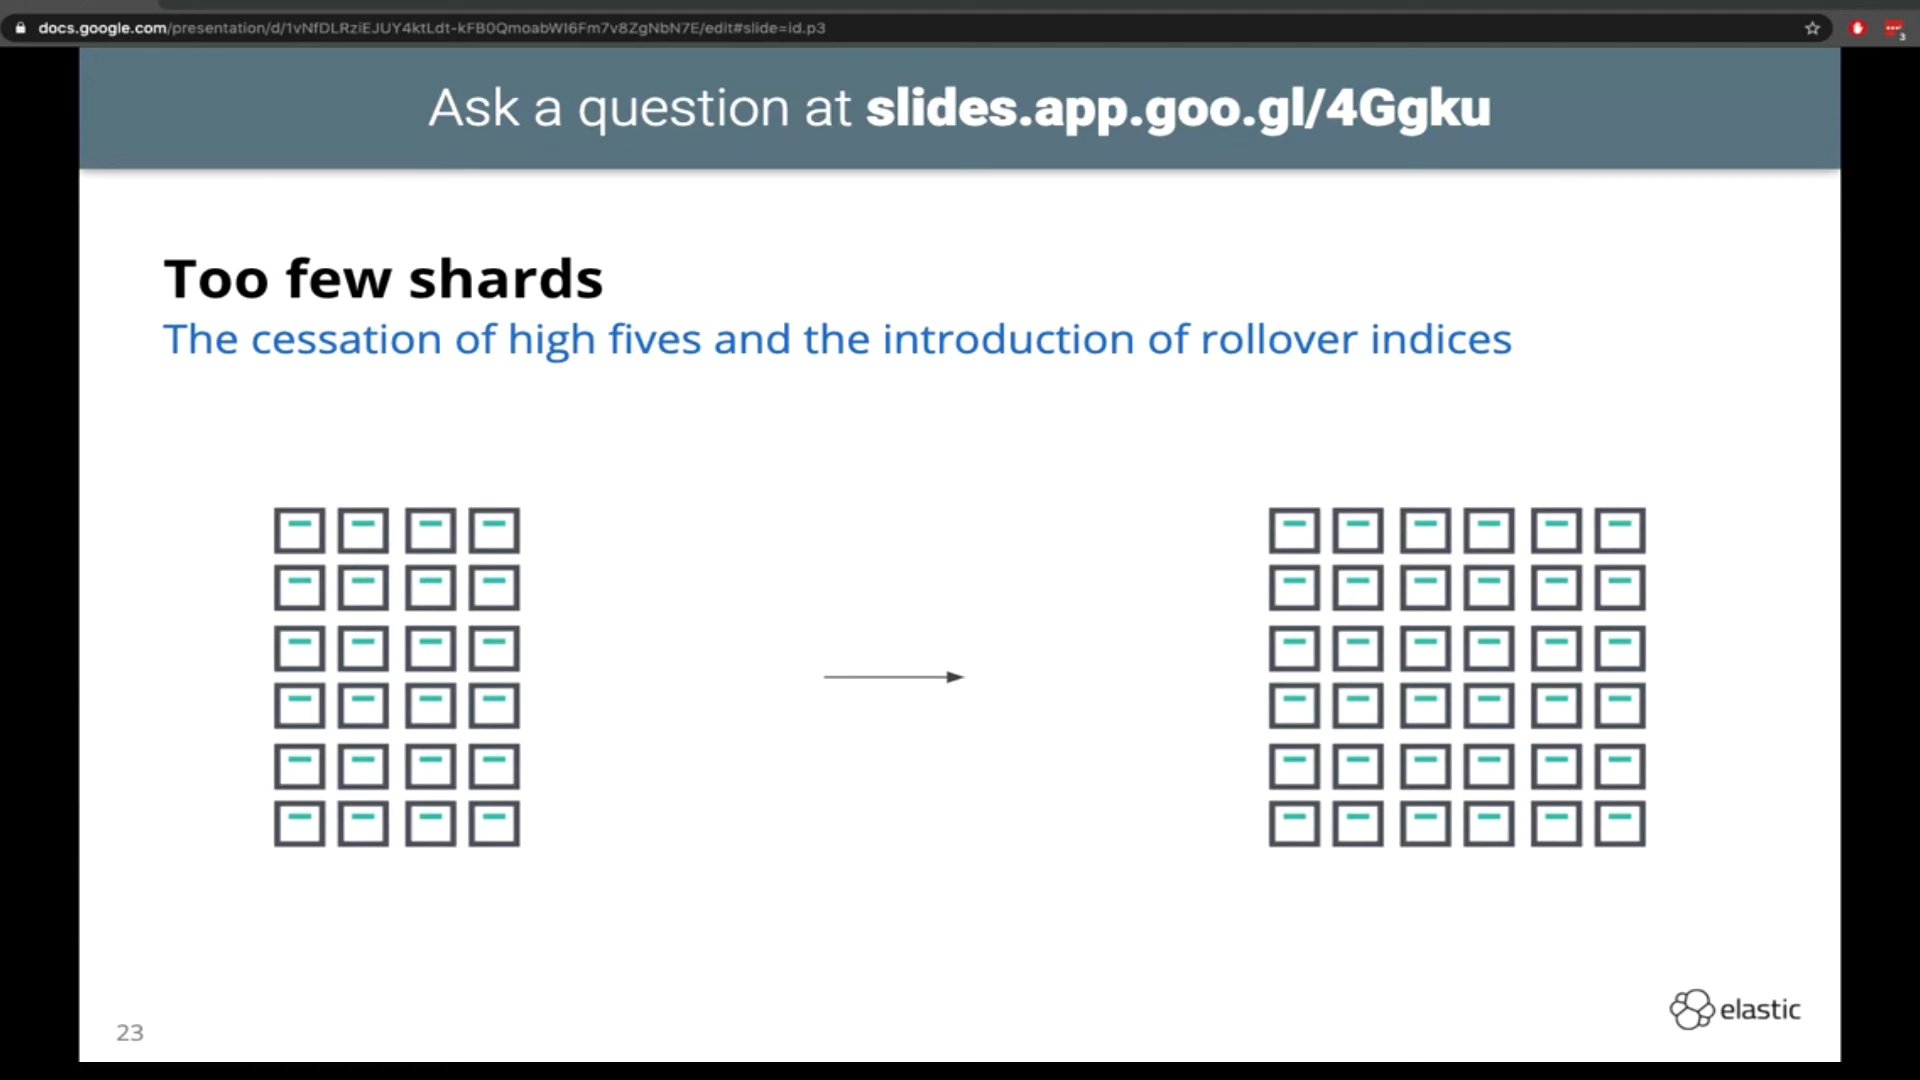 docs.google.com/presentation/d/1vNfDLRziEJUY4ktLdt-kFB0QmoabWI6Fm7v8ZgNbN7E/edit#slide=id.p3
3
Ask a question at slides.app.goo.gl/4Ggku
Too few shards
The cessation of high fives and the introduction of rollover indices
elastic
23